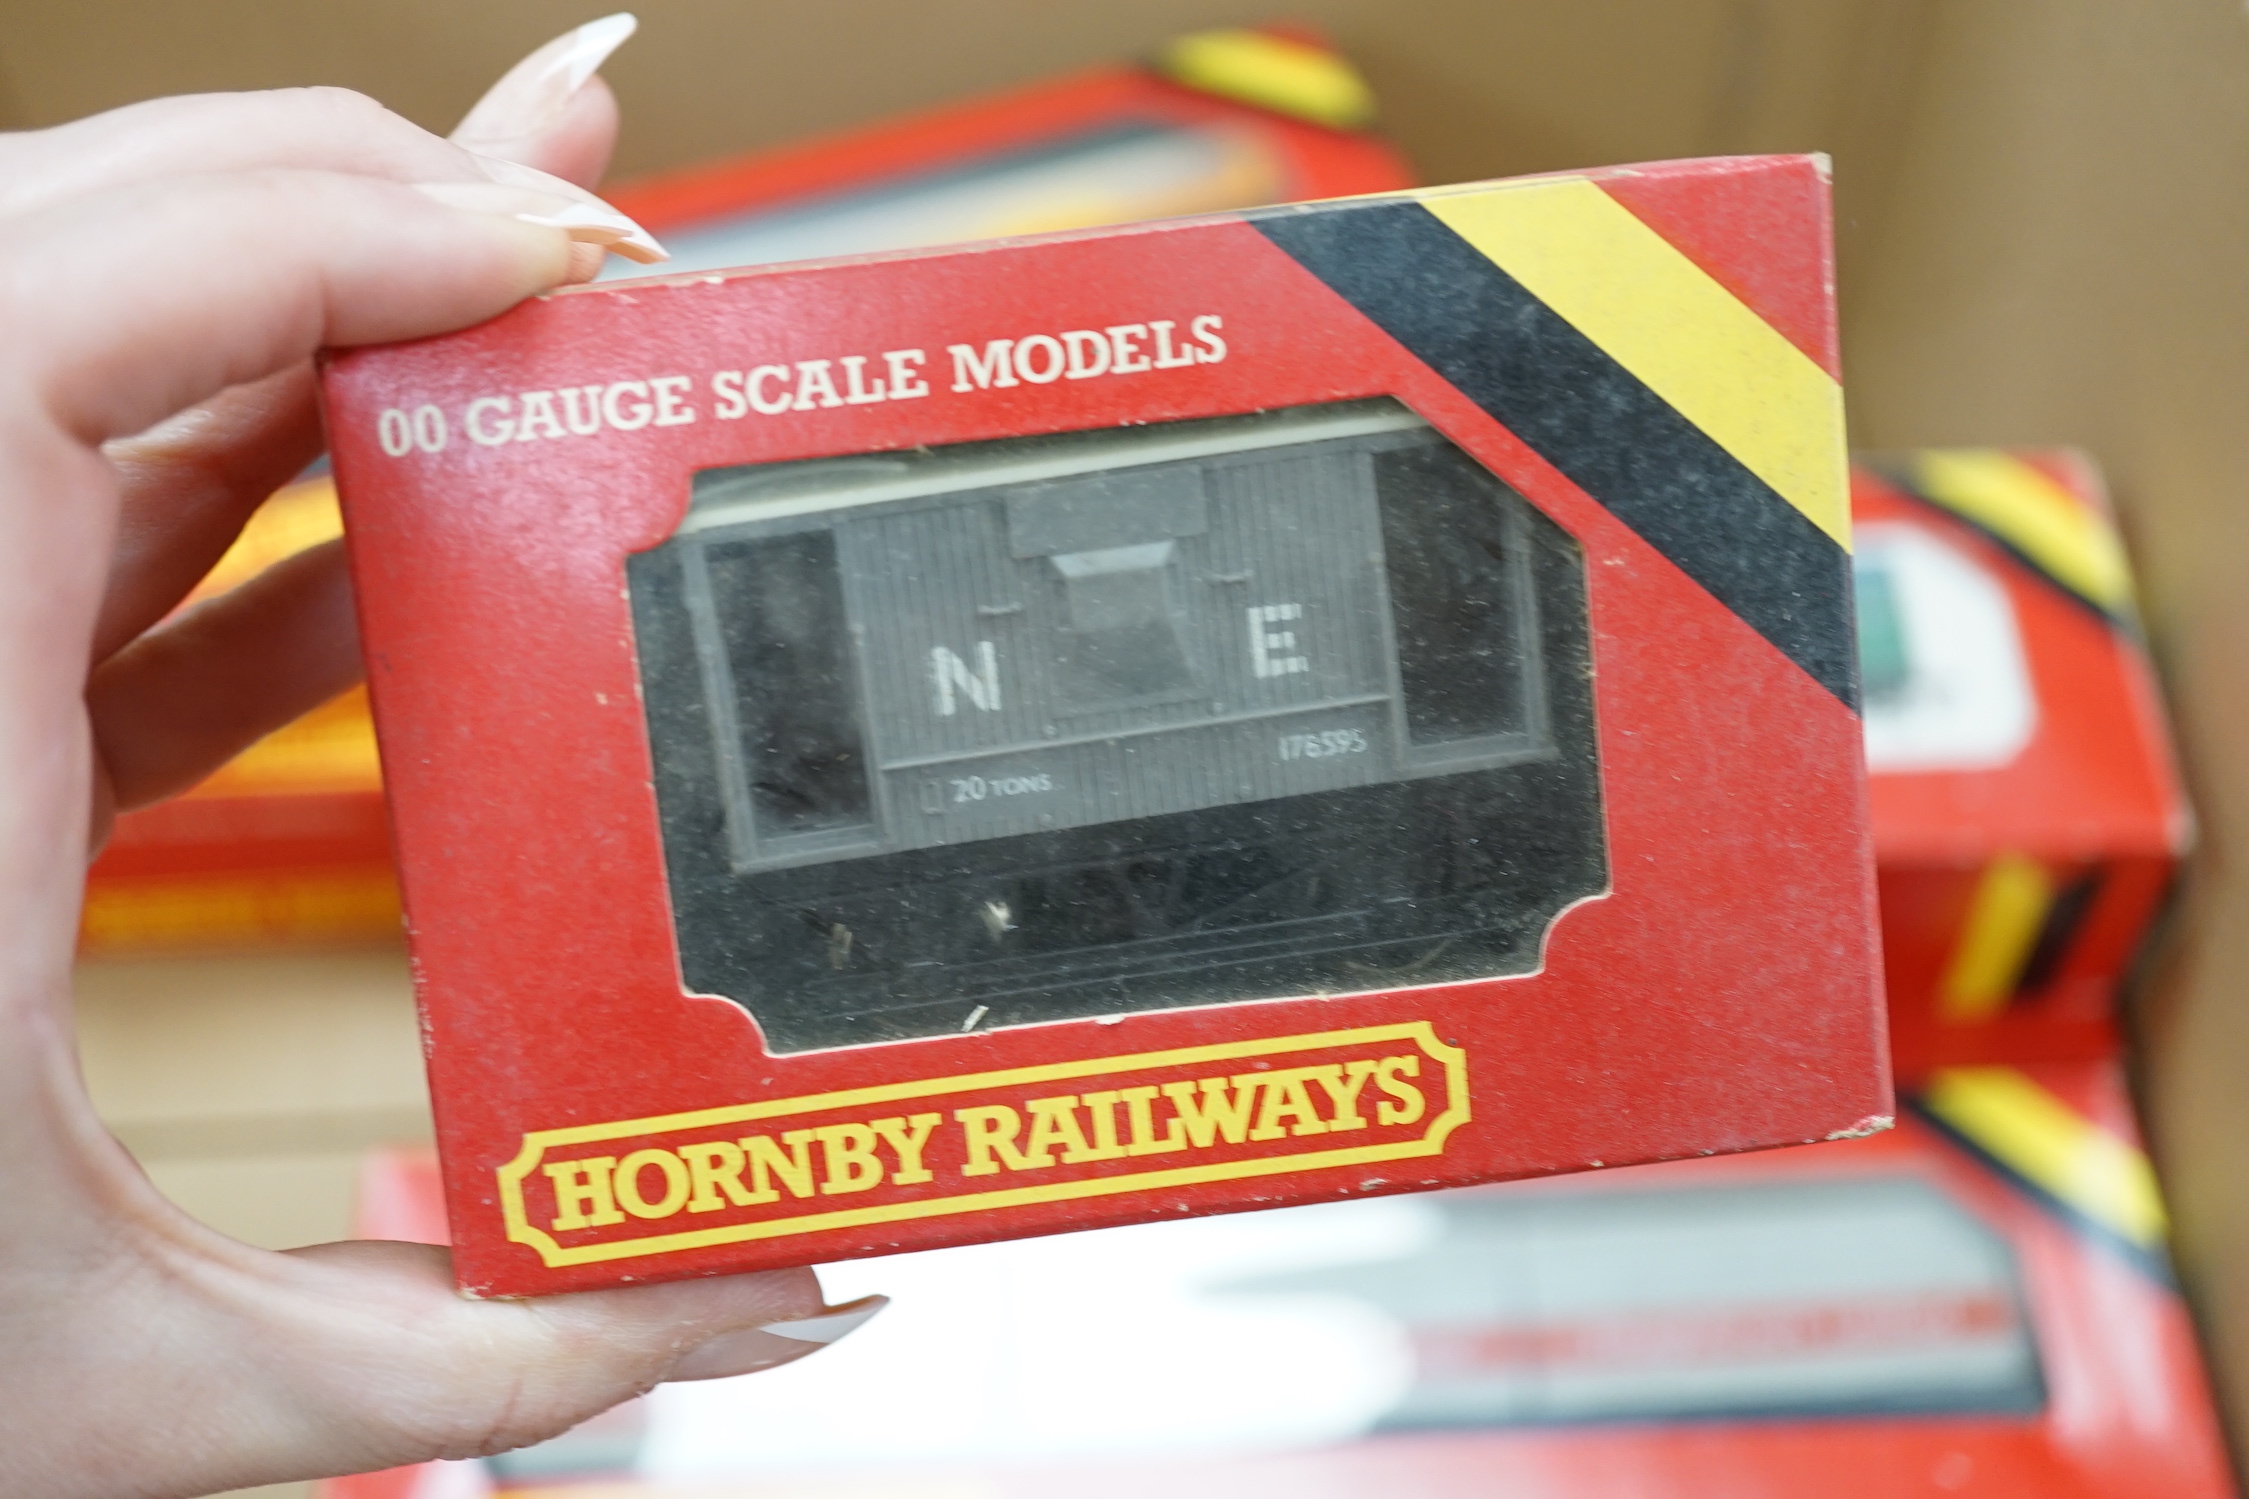 00 GAUGE SCALE MODELS
N E
20 TONS 176595
HORNBY RAILWAYS